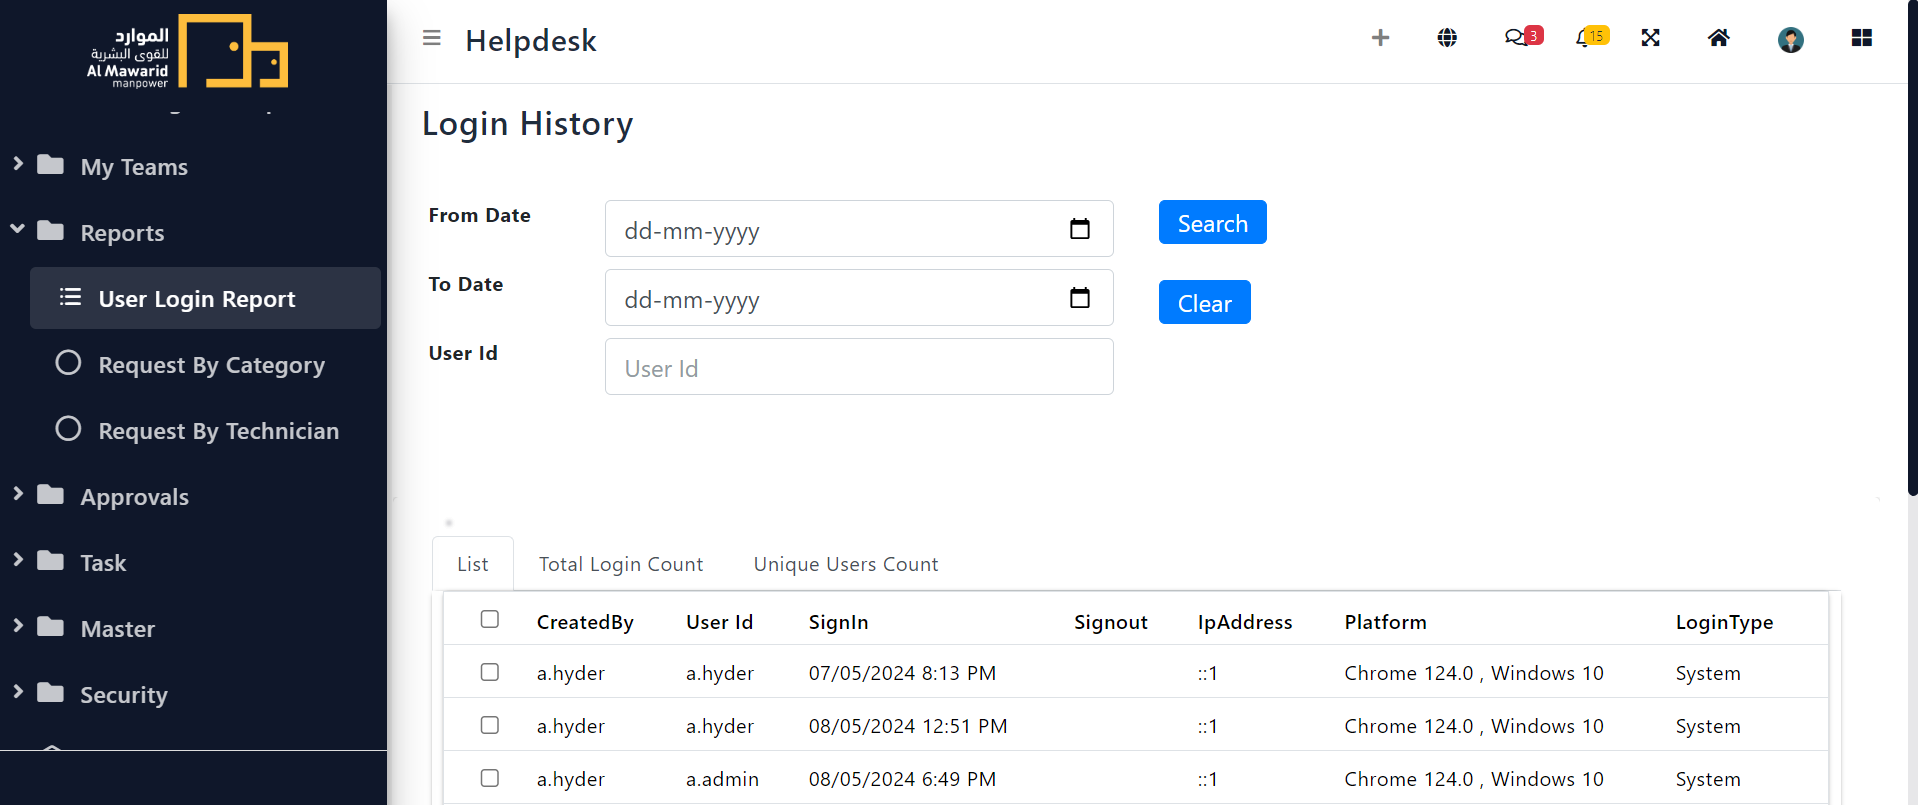 الموارد
للقوى البشرية
Al Mawarid
manpower
My Teams
Reports
User Login Report
Request By Category
Request By Technician
Approvals
Task
Master
Security
Helpdesk
3
15
Login History
From Date
dd-mm-yyyy
Search
To Date
dd-mm-yyyy
Clear
User Id
User Id
List Total Login Count Unique Users Count
CreatedBy User Id SignIn Signout IpAddress Platform LoginType
a.hyder a.hyder 07/05/2024 8:13 PM ::1 Chrome 124.0 , Windows 10 System
a.hyder a.hyder 08/05/2024 12:51 PM ::1 Chrome 124.0 , Windows 10 System
a.hyder a.admin 08/05/2024 6:49 PM ::1 Chrome 124.0 , Windows 10 System